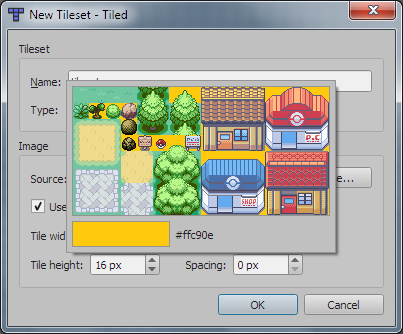 New Tileset - Tiled
Tileset
Name:
Type:
P.C
Image
Source:
Use
SHOP
Tile wid
#ffc90e
Tile height: 16 px Spacing: 0 px
OK Cancel